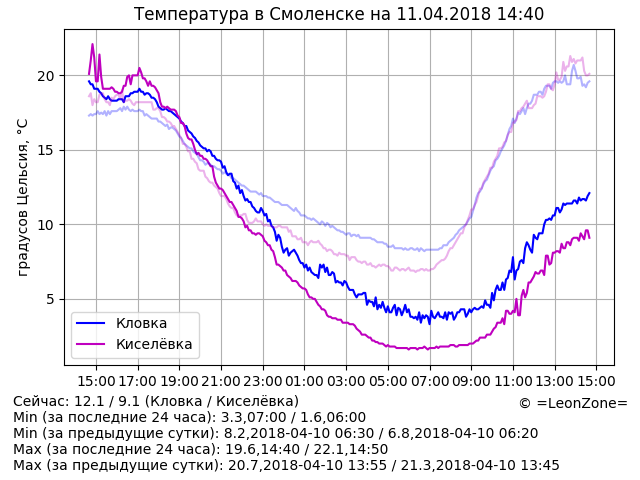 Температура в Смоленске на 11.04.2018 14:40
градусов Цельсия, °C
20
15
10
5
Кловка
Киселёвка
15:00 17:00 19:00 21:00 23:00 01:00 03:00 05:00 07:00 09:00 11:00 13:00 15:00
Сейчас: 12.1 / 9.1 (Кловка / Киселёвка)
© =LeonZone=
Min (за последние 24 часа): 3.3,07:00 / 1.6,06:00
Min (за предыдущие сутки): 8.2,2018-04-10 06:30 / 6.8,2018-04-10 06:20
Max (за последние 24 часа): 19.6,14:40 / 22.1,14:50
Max (за предыдущие сутки): 20.7,2018-04-10 13:55 / 21.3,2018-04-10 13:45